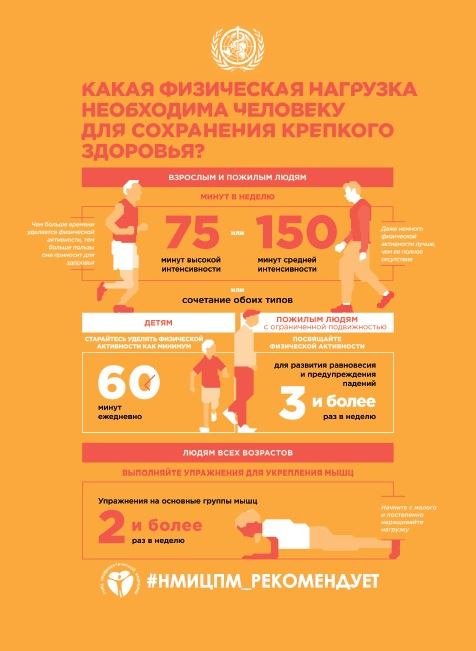 КАКАЯ ФИЗИЧЕСКАЯ НАГРУЗКА
НЕОБХОДИМА ЧЕЛОВЕКУ
ДЛЯ СОХРАНЕНИЯ КРЕПКОГО
ЗДОРОВЬЯ?
ВЗРОСЛЫМ И ПОЖИЛЫМ ЛЮДЯМ
МИНУТ В НЕДЕЛЮ
Чем больше времени
уделяется физической
активности, тем
больше пользы
она приносит для
здоровья
75 или 150
минут высокой
интенсивности
минут средней
интенсивности
Даже немного
физической
активности лучше,
чем ее полное
отсутствие
или
сочетание обоих типов
ДЕТЯМ
СТАРАЙТЕСЬ УДЕЛЯТЬ ФИЗИЧЕСКОЙ
АКТИВНОСТИ КАК МИНИМУМ
60
минут
ежедневно
ПОЖИЛЫМ ЛЮДЯМ
с ограниченной подвижностью
ПОСВЯЩАЙТЕ
ФИЗИЧЕСКОЙ АКТИВНОСТИ
для развития равновесия
и предупреждения
падений
3 и более
раз в неделю
ЛЮДЯМ ВСЕХ ВОЗРАСТОВ
ВЫПОЛНЯЙТЕ УПРАЖНЕНИЯ ДЛЯ УКРЕПЛЕНИЯ МЫШЦ
Упражнения на основные группы мышц
2 и более
раз в неделю
Начните с малого
и постепенно
наращивайте
нагрузку
#НМИЦПМ_РЕКОМЕНДУЕТ